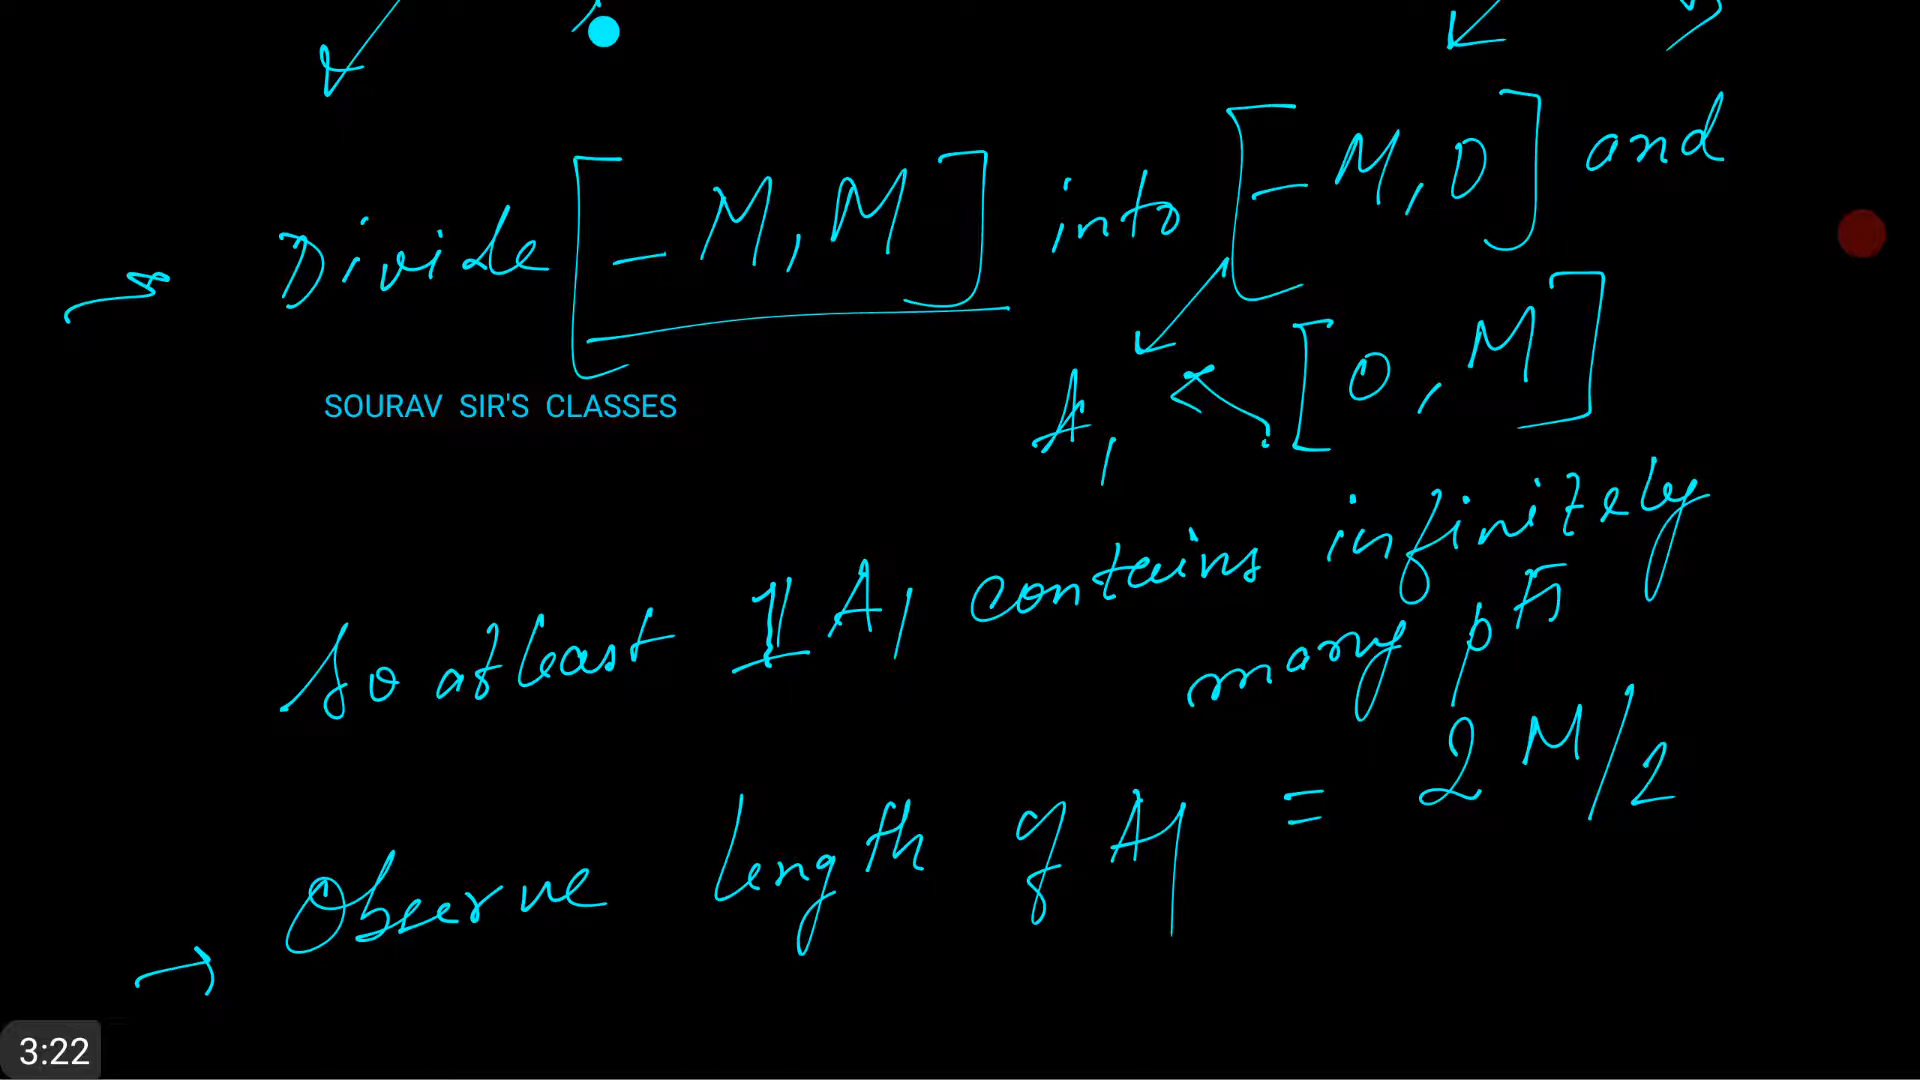 Divide [-M, M] into [-M, 0] and
[0, M]
A1
SOURAV SIR'S CLASSES
So atleast 1 A1 contains infinitely
many pts
→ Observe length of A1 = 2M/2
3:22